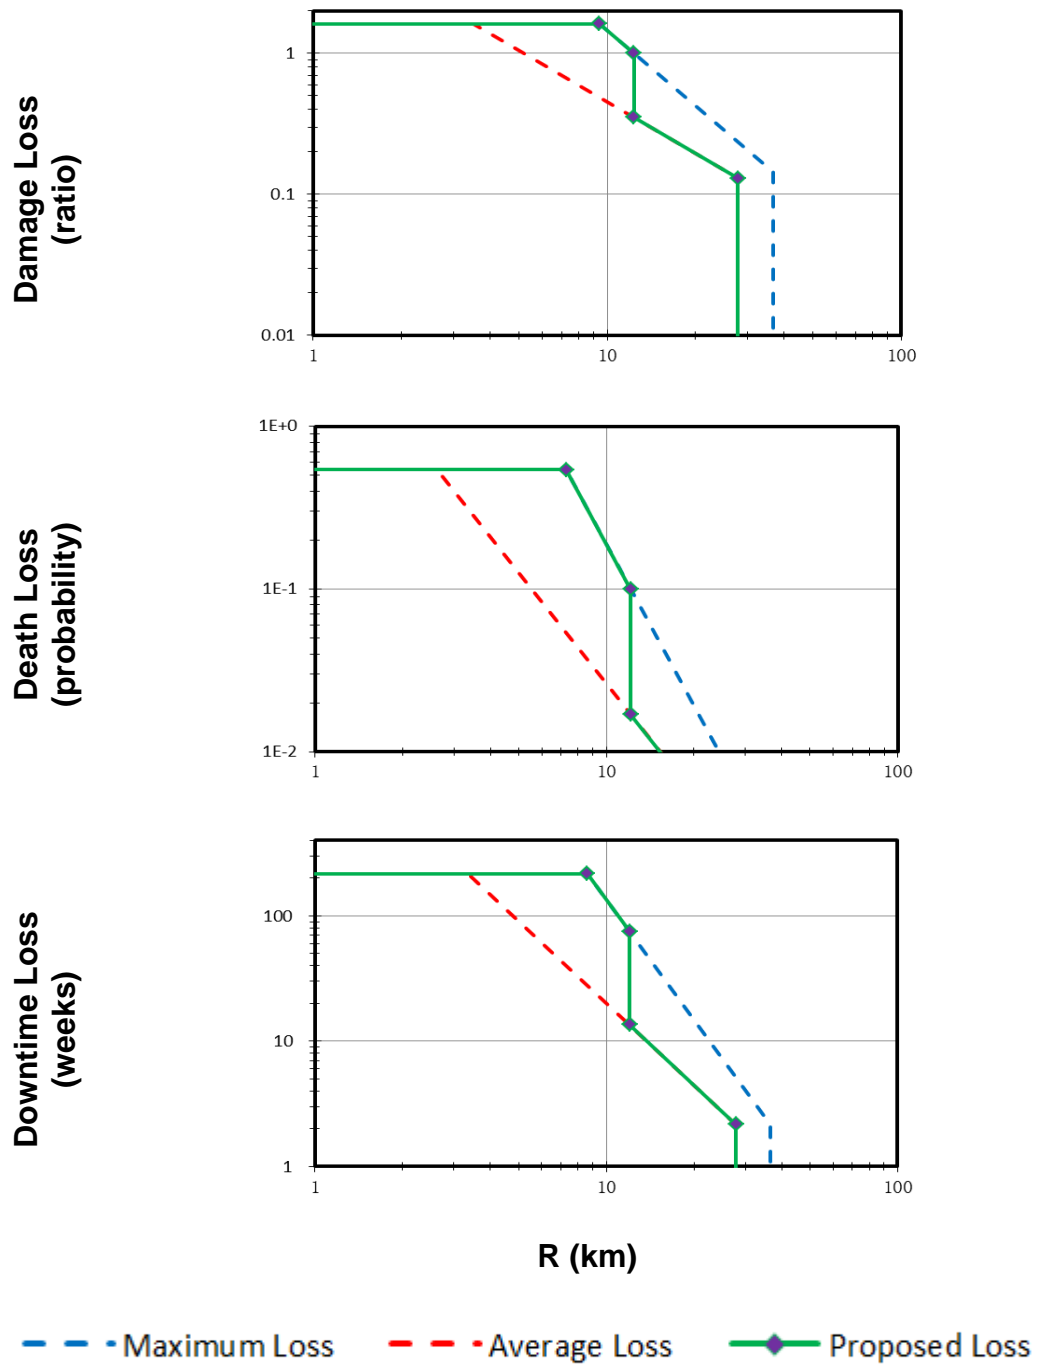 Damage Loss
(ratio)
1
0.1
0.01
1 10 100
Death Loss
(probability)
1E+0
1E-1
1E-2
1 10 100
Downtime Loss
(weeks)
100
10
1
1 10 100
R (km)
Maximum Loss Average Loss Proposed Loss